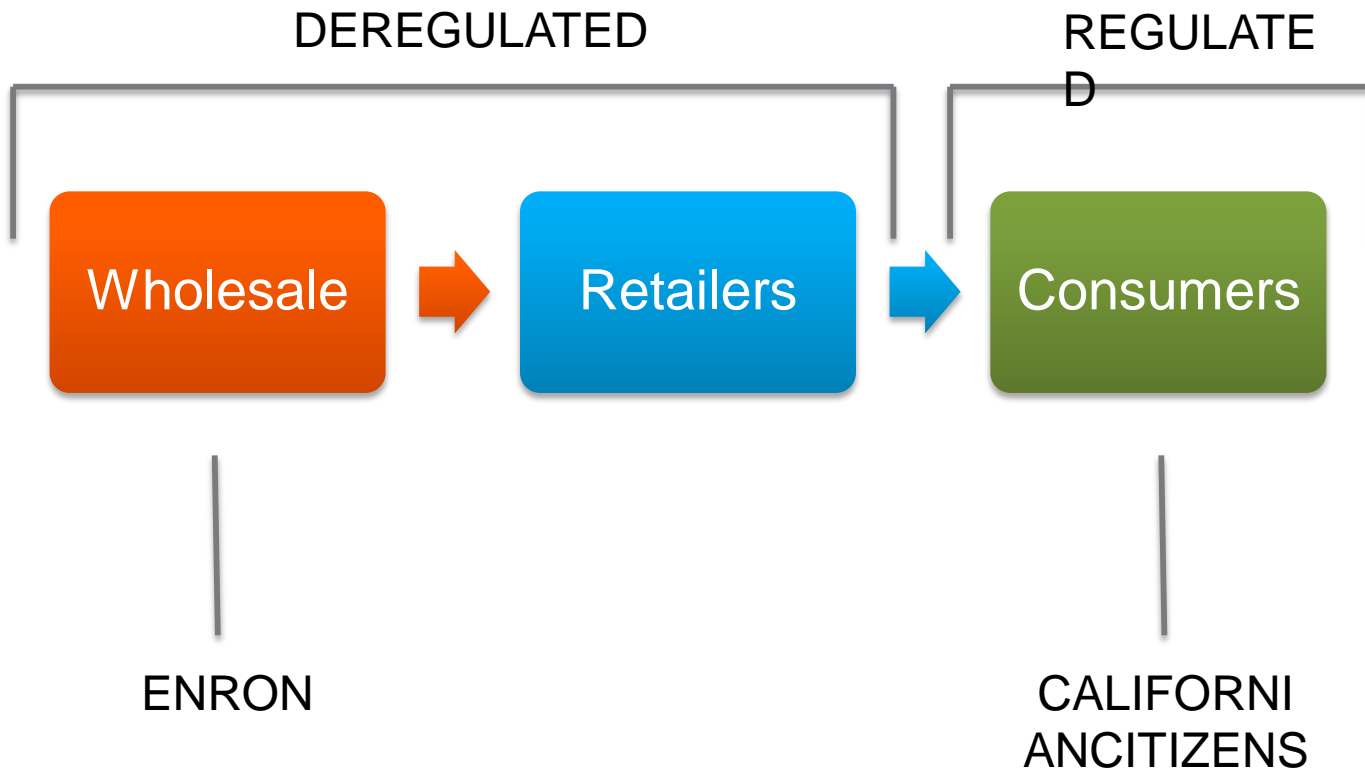 DEREGULATED
REGULATE
D
Wholesale
Retailers
Consumers
ENRON
CALIFORNI
ANCITIZENS